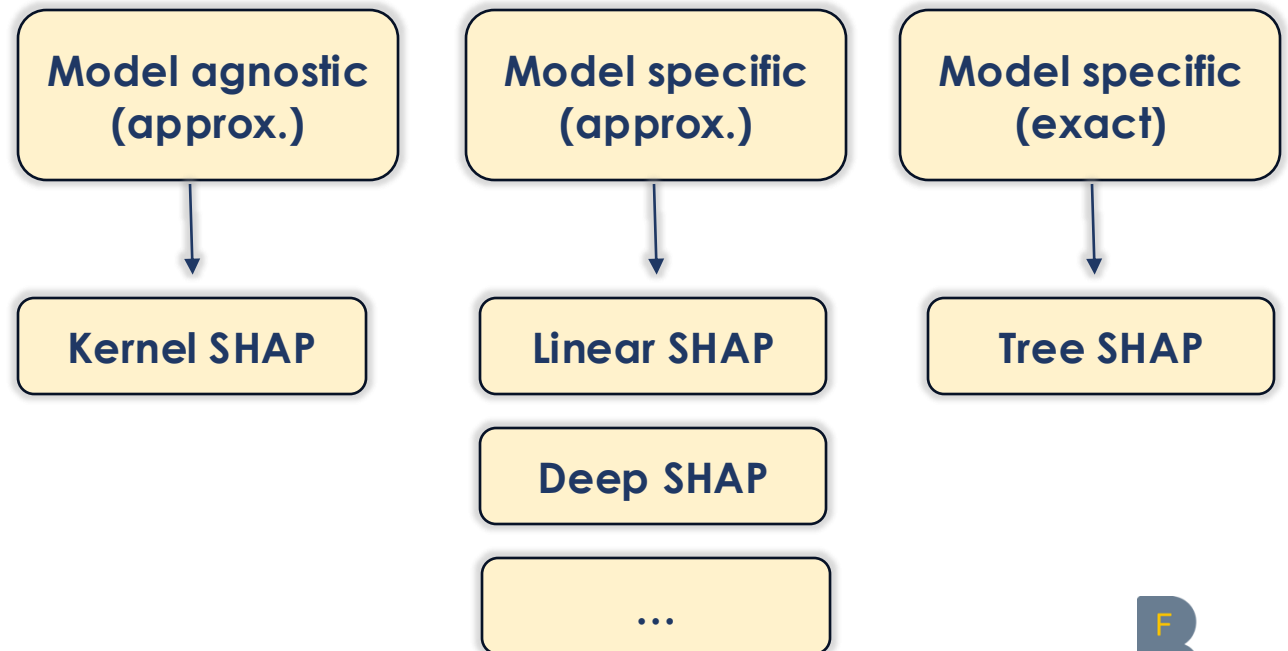 Model agnostic
(approx.)
Model specific
(approx.)
Model specific
(exact)
Kernel SHAP
Linear SHAP
Tree SHAP
Deep SHAP
...
F